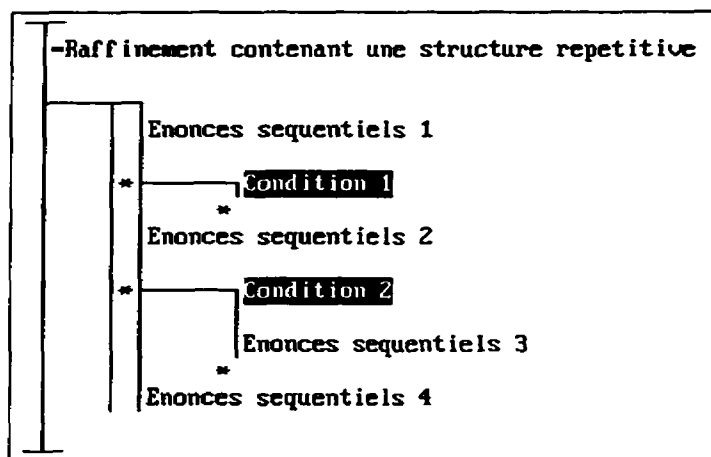 -Raffinement contenant une structure repetitive
Enonces sequentiels 1
* Condition 1
*
Enonces sequentiels 2
* Condition 2
Enonces sequentiels 3
*
Enonces sequentiels 4